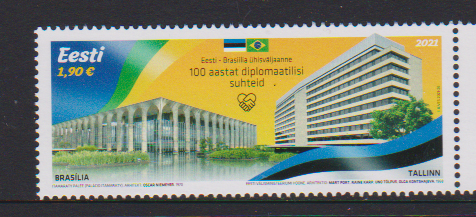 Eesti
1,90 €
Eesti - Brasiilia ühisväljaanne
100 aastat diplomaatilisi
suhteid
2021
BRASÍLIA
TALLINN